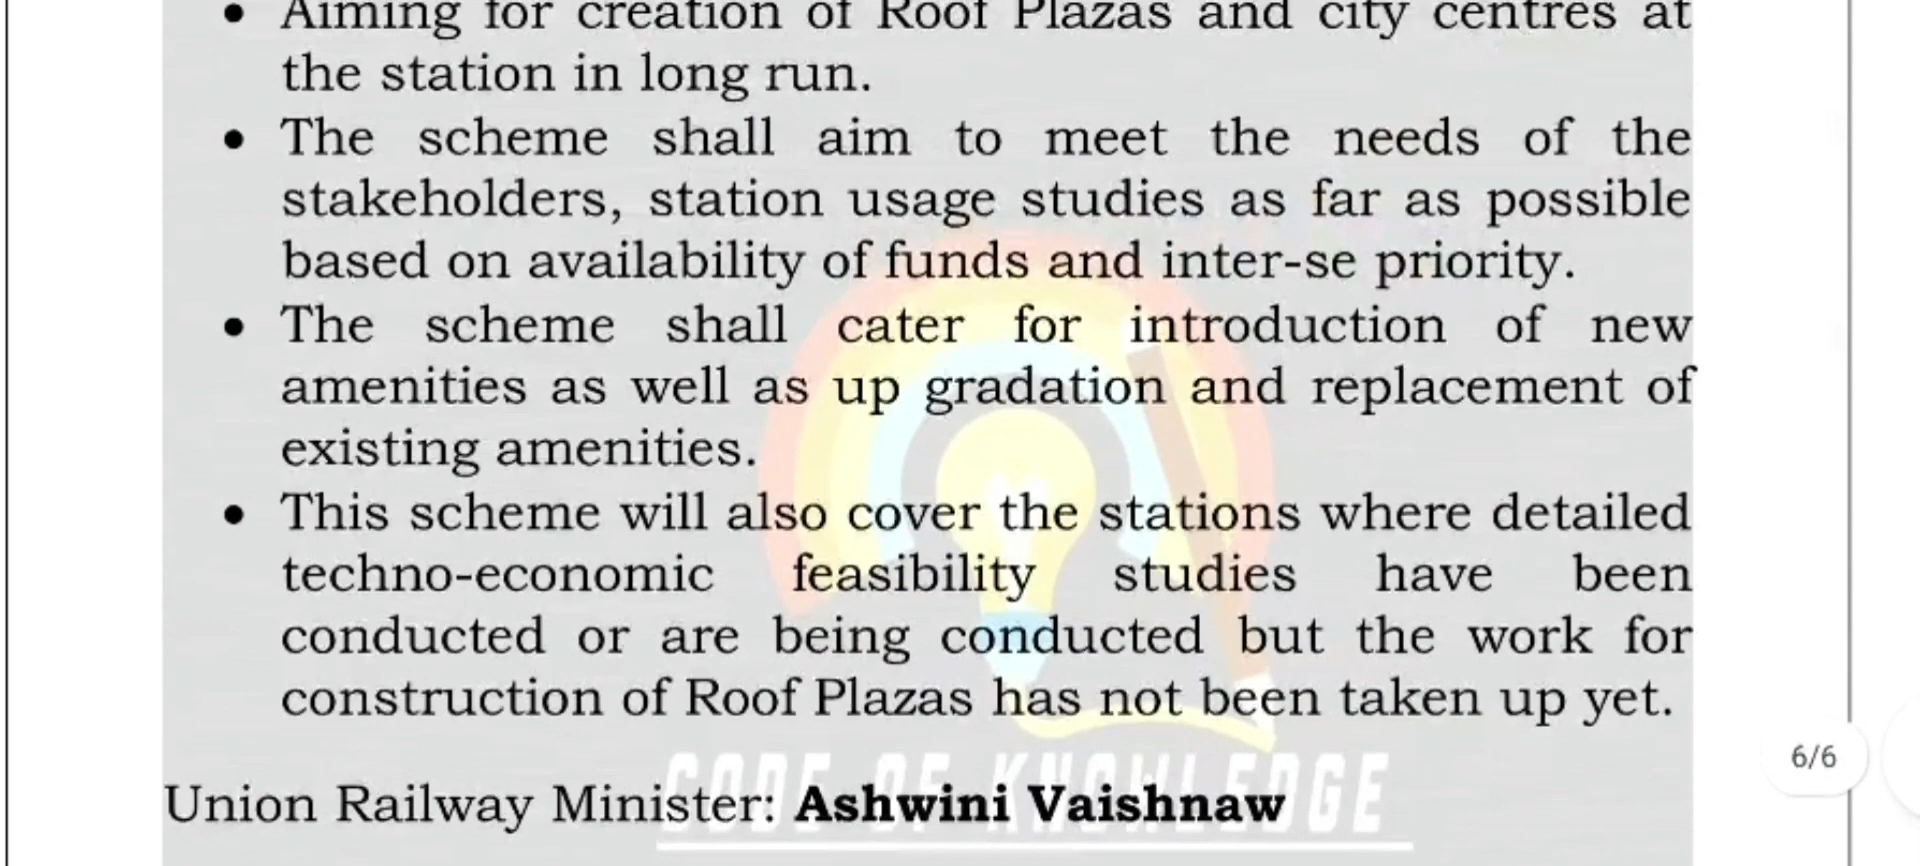 • Aiming for creation of Roof Plazas and city centres at
the station in long run.
• The scheme shall aim to meet the needs of the
stakeholders, station usage studies as far as possible
based on availability of funds and inter-se priority.
• The scheme shall cater for introduction of new
amenities as well as up gradation and replacement of
existing amenities.
• This scheme will also cover the stations where detailed
techno-economic feasibility studies have been
conducted or are being conducted but the work for
construction of Roof Plazas has not been taken up yet.
6/6
CODE OF KNOWLEDGE
Union Railway Minister: Ashwini Vaishnaw